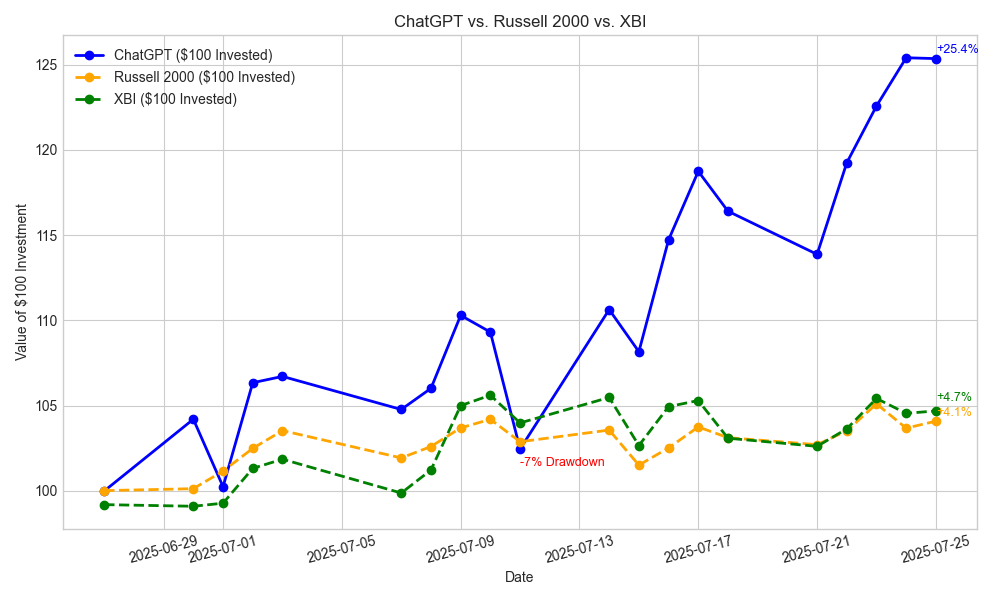 ChatGPT vs. Russell 2000 vs. XBI
ChatGPT ($100 Invested)
Russell 2000 ($100 Invested)
XBI ($100 Invested)
+25.4%
+4.7%
+4.1%
-7% Drawdown
Value of $100 Investment
125
120
115
110
105
100
2025-06-29
2025-07-01
2025-07-05
2025-07-09
2025-07-13
2025-07-17
2025-07-21
2025-07-25
Date